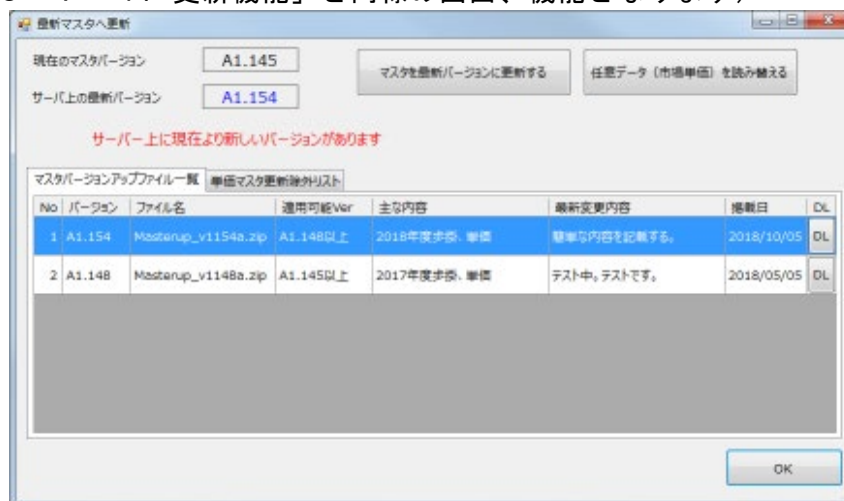 更新機能」と同様の画面、機能となります)
最新マスタへ更新
現在のマスタバージョン A1.145 マスタを最新バージョンに更新する 任意データ（市場単価）を読み替える
サーバ上の最新バージョン A1.154
サーバー上に現在より新しいバージョンがあります
マスタバージョンアップファイル一覧 単価マスタ更新除外リスト
No バージョン ファイル名 適用可能Ver 主な内容 最新変更内容 掲載日 DL
1 A1.154 Masterup_v1154a.zip A1.148以上 2018年度歩掛、単価 簡単な内容を記載する。 2018/10/05 DL
2 A1.148 Masterup_v1148a.zip A1.145以上 2017年度歩掛、単価 テスト中。テストです。 2018/05/05 DL
OK